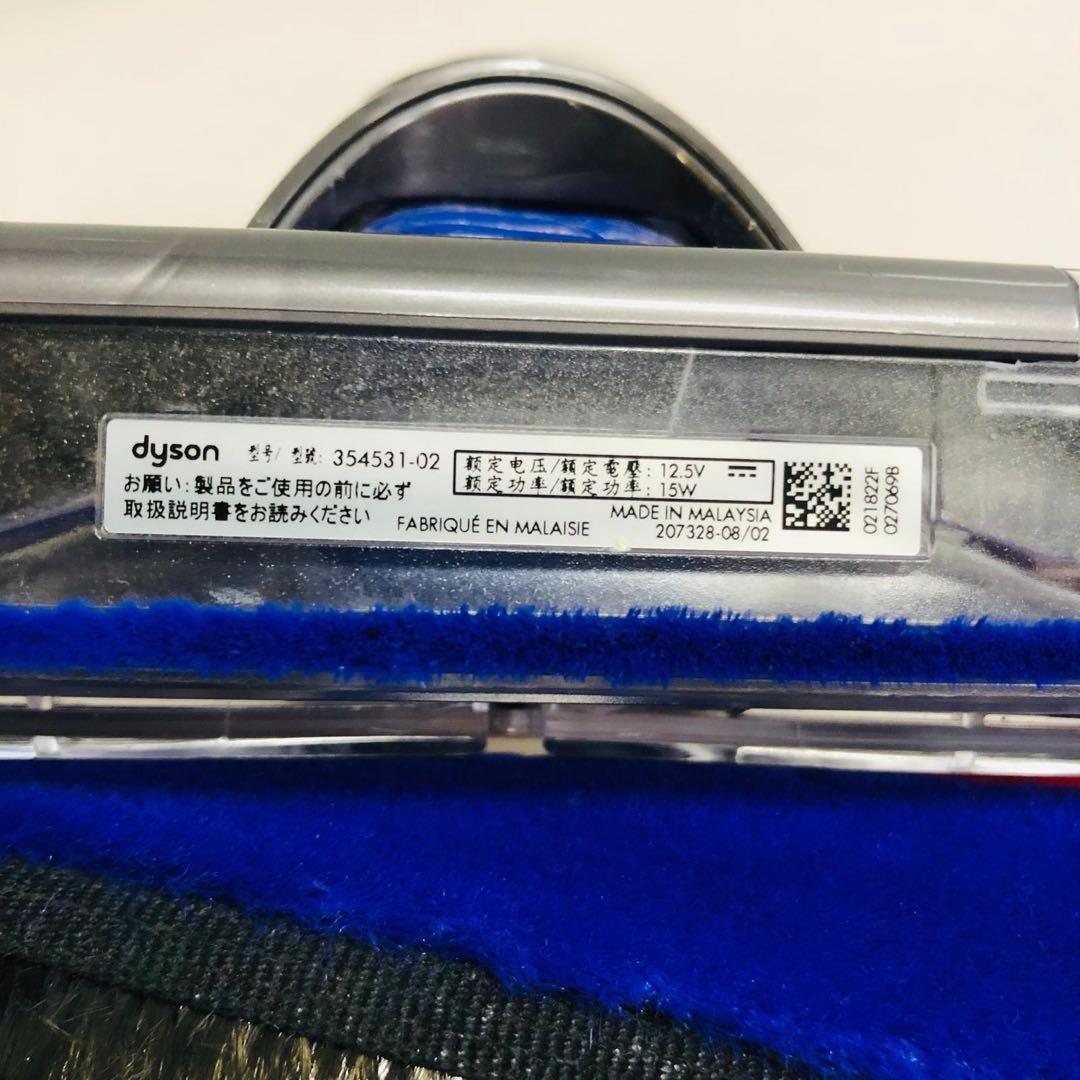 dyson 型号/ 型號: 354531-02
お願い:製品をご使用の前に必ず
取扱説明書をお読みください
FABRIQUÉ EN MALAISIE
额定电压/額定電壓: 12.5V ⎓
额定功率/額定功率: 15W
MADE IN MALAYSIA
207328-08/02
021822F
027069B